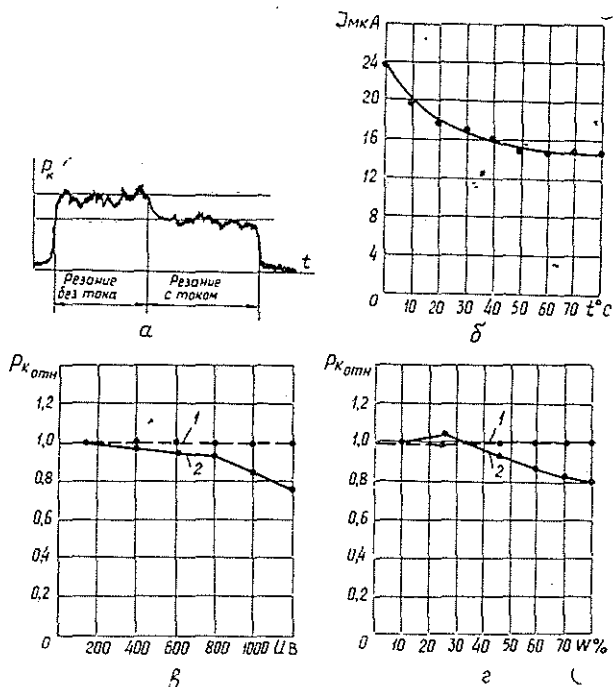 Pк
t
Резание
без тока
Резание
с током
а
JмкА
24
20
16
12
8
4
0
10 20 30 40 50 60 70 t°C
б
Pк отн
1,2
1,0
0,8
0,6
0,4
0,2
0
1
2
200 400 600 800 1000 U В
в
Pк отн
1,2
1,0
0,8
0,6
0,4
0,2
0
1
2
10 20 30 40 50 60 70 W%
г